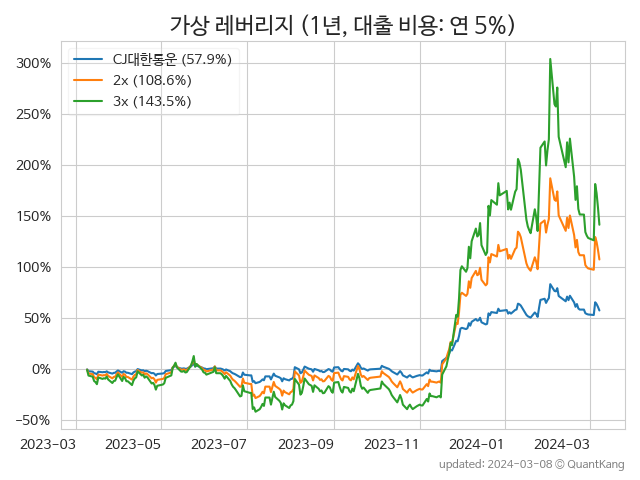 가상 레버리지 (1년, 대출 비용: 연 5%)
CJ대한통운 (57.9%)
2x (108.6%)
3x (143.5%)
300%
250%
200%
150%
100%
50%
0%
−50%
2023-03 2023-05 2023-07 2023-09 2023-11 2024-01 2024-03
updated: 2024-03-08 © QuantKang